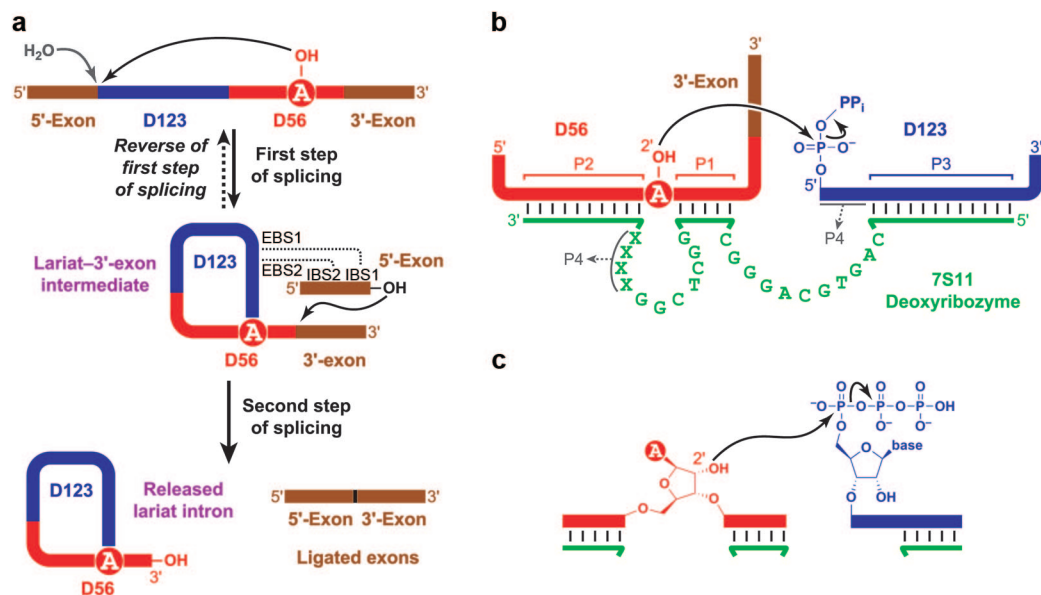 a
H₂O
OH
A
5'
3'
5'-Exon
D123
D56
3'-Exon
Reverse of
first step
of splicing
First step
of splicing
Lariat–3'-exon
intermediate
D123
EBS1
EBS2
IBS2
IBS1
5'-Exon
5'
OH
A
3'
D56
3'-exon
Second step
of splicing
D123
Released
lariat intron
A
OH
3'
D56
5'
3'
5'-Exon
3'-Exon
Ligated exons
b
3'
3'-Exon
PPᵢ
O
O=P–O⁻
O
D56
D123
5'
2'
OH
3'
P2
A
P1
5'
P3
3'
5'
P4
P4
X
X
X
X
G
G
C
T
C
G
G
C
G
G
G
A
C
G
T
G
A
C
7S11
Deoxyribozyme
c
O
O
O
⁻O–P–O–P–O–P–OH
O
O⁻
O⁻
A
2'
OH
O
O
O
O
base
O
OH